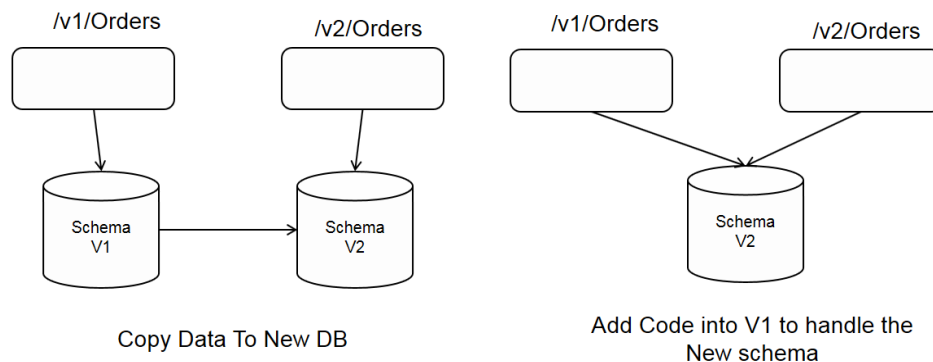 /v1/Orders
/v2/Orders
Schema
V1
Schema
V2
Copy Data To New DB
/v1/Orders
/v2/Orders
Schema
V2
Add Code into V1 to handle the
New schema